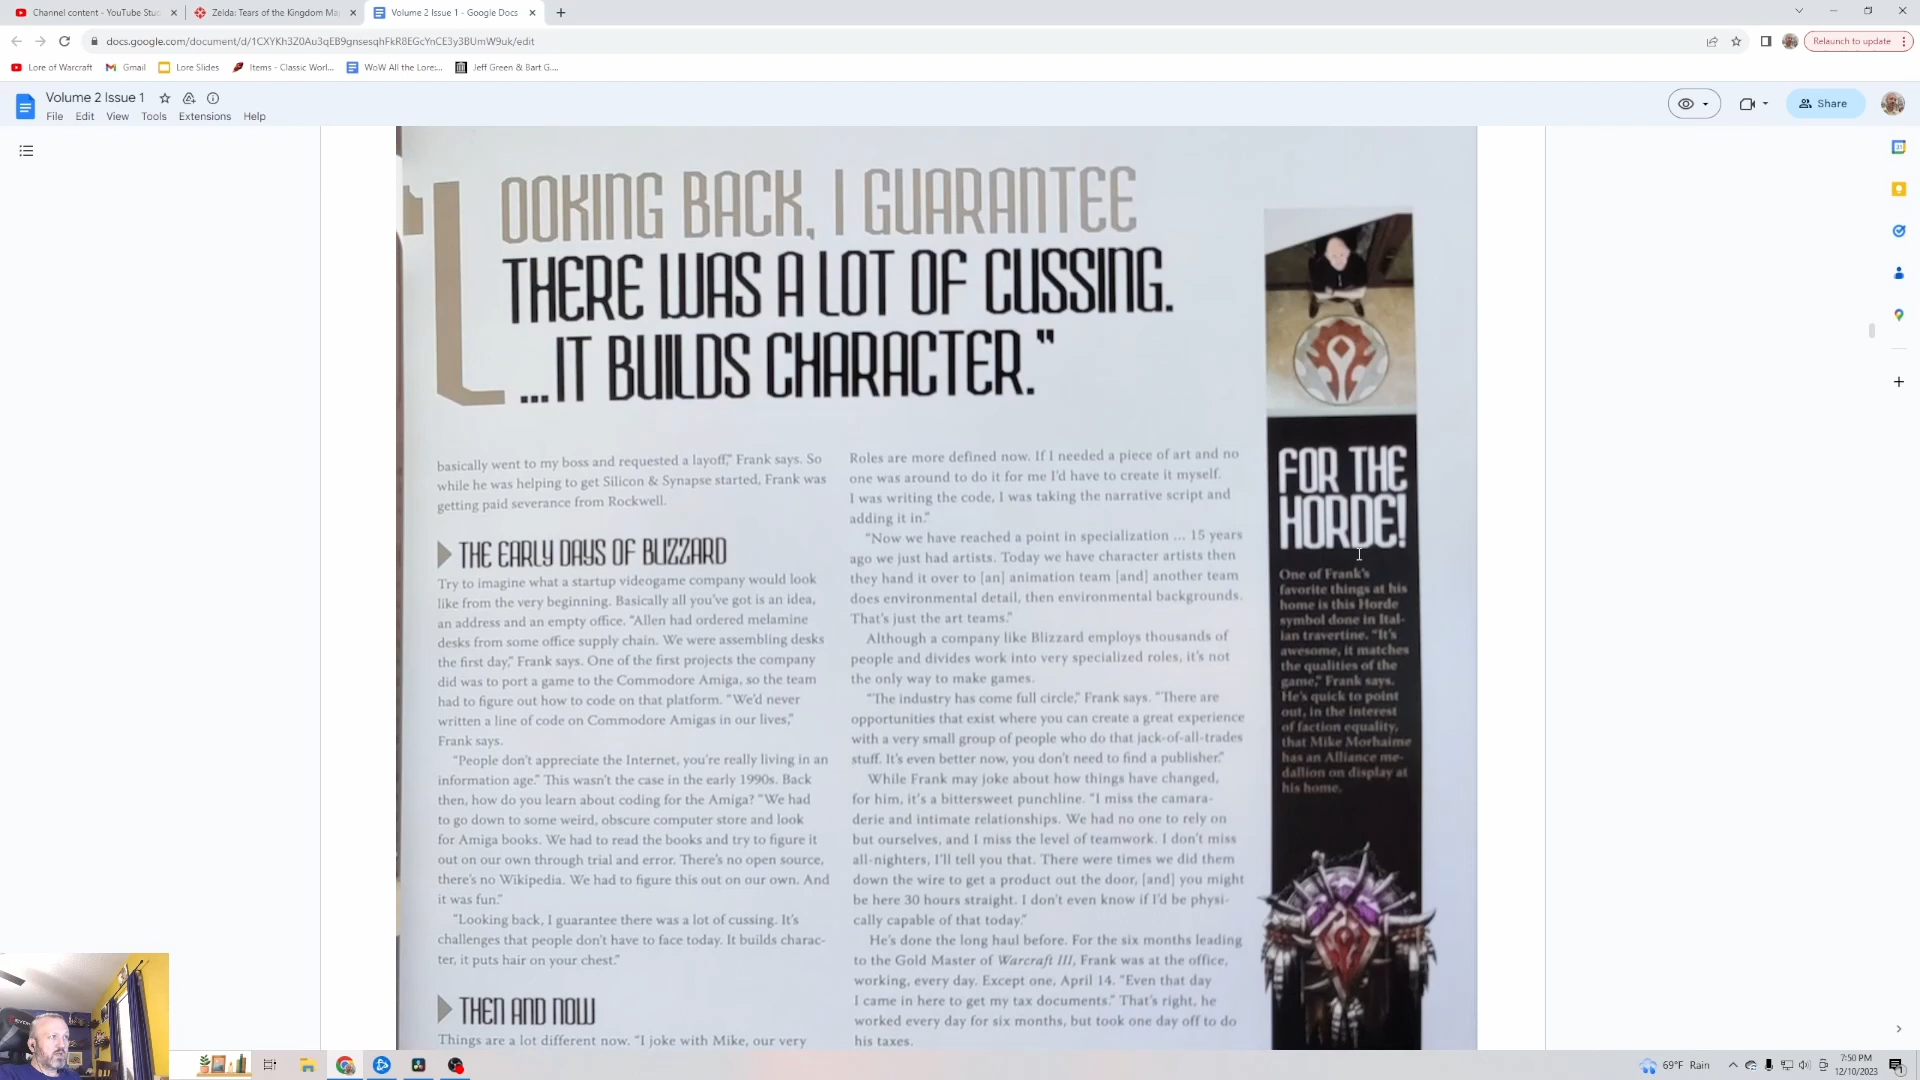 Channel content - YouTube Stu
Zelda: Tears of the Kingdom Ma
Volume 2 Issue 1 - Google Docs
docs.google.com/document/d/1CXYKh3Z0Au3qEB9gnsesqhFkR8EGcYnCE3y3BUmW9uk/edit
Relaunch to update
Lore of Warcraft
Gmail
Lore Slides
Items - Classic Worl...
WoW All the Lore:...
Jeff Green & Bart G....
Volume 2 Issue 1
File Edit View Tools Extensions Help
Share
"LOOKING BACK, I GUARANTEE
THERE WAS A LOT OF CUSSING.
...IT BUILDS CHARACTER."
basically went to my boss and requested a layoff," Frank says. So
while he was helping to get Silicon & Synapse started, Frank was
getting paid severance from Rockwell.
THE EARLY DAYS OF BLIZZARD
Try to imagine what a startup videogame company would look
like from the very beginning. Basically all you've got is an idea,
an address and an empty office. "Allen had ordered melamine
desks from some office supply chain. We were assembling desks
the first day," Frank says. One of the first projects the company
did was to port a game to the Commodore Amiga, so the team
had to figure out how to code on that platform. "We'd never
written a line of code on Commodore Amigas in our lives,"
Frank says.
"People don't appreciate the Internet, you're really living in an
information age." This wasn't the case in the early 1990s. Back
then, how do you learn about coding for the Amiga? "We had
to go down to some weird, obscure computer store and look
for Amiga books. We had to read the books and try to figure it
out on our own through trial and error. There's no open source,
there's no Wikipedia. We had to figure this out on our own. And
it was fun."
"Looking back, I guarantee there was a lot of cussing. It's
challenges that people don't have to face today. It builds charac-
ter, it puts hair on your chest."
THEN AND NOW
Things are a lot different now. "I joke with Mike, our very
Roles are more defined now. If I needed a piece of art and no
one was around to do it for me I'd have to create it myself.
I was writing the code, I was taking the narrative script and
adding it in."
"Now we have reached a point in specialization ... 15 years
ago we just had artists. Today we have character artists then
they hand it over to [an] animation team [and] another team
does environmental detail, then environmental backgrounds.
That's just the art teams."
Although a company like Blizzard employs thousands of
people and divides work into very specialized roles, it's not
the only way to make games.
"The industry has come full circle," Frank says. "There are
opportunities that exist where you can create a great experience
with a very small group of people who do that jack-of-all-trades
stuff. It's even better now, you don't need to find a publisher."
While Frank may joke about how things have changed,
for him, it's a bittersweet punchline. "I miss the camara-
derie and intimate relationships. We had no one to rely on
but ourselves, and I miss the level of teamwork. I don't miss
all-nighters, I'll tell you that. There were times we did them
down the wire to get a product out the door, [and] you might
be here 30 hours straight. I don't even know if I'd be physi-
cally capable of that today."
He's done the long haul before. For the six months leading
to the Gold Master of Warcraft III, Frank was at the office,
working, every day. Except one, April 14. "Even that day
I came in here to get my tax documents." That's right, he
worked every day for six months, but took one day off to do
his taxes.
FOR THE
HORDE!
One of Frank's
favorite things at his
home is this Horde
symbol done in Ital-
ian travertine. "It's
awesome, it matches
the qualities of the
game," Frank says.
He's quick to point
out, in the interest
of faction equality,
that Mike Morhaime
has an Alliance me-
dallion on display at
his home.
69°F Rain
7:50 PM
12/10/2023